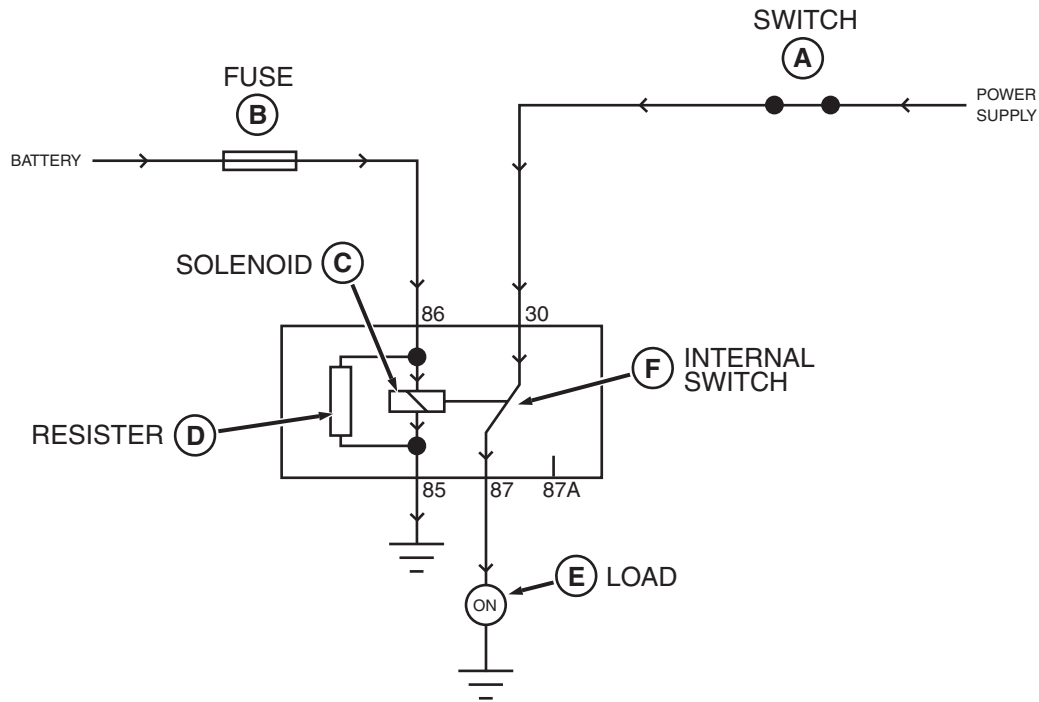 SWITCH
A
FUSE
B
POWER
SUPPLY
BATTERY
SOLENOID C
86
30
F INTERNAL
SWITCH
RESISTER D
85
87
87A
E LOAD
ON